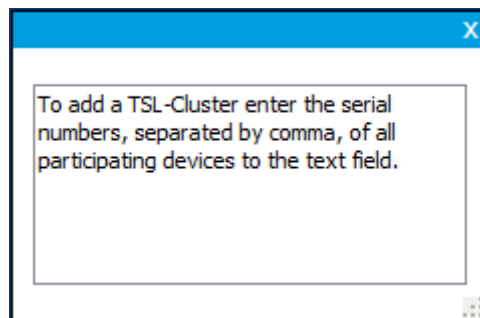 X
To add a TSL-Cluster enter the serial
numbers, separated by comma, of all
participating devices to the text field.